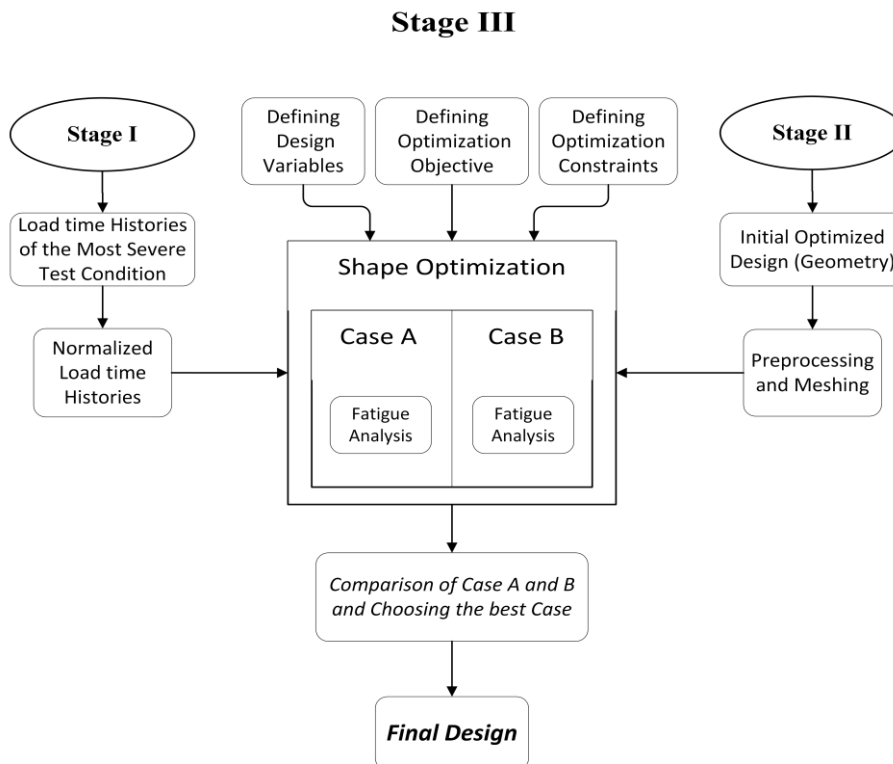 Stage III
Stage I
Defining
Design
Variables
Defining
Optimization
Objective
Defining
Optimization
Constraints
Stage II
Load time Histories
of the Most Severe
Test Condition
Initial Optimized
Design (Geometry)
Shape Optimization
Case A
Case B
Normalized
Load time
Histories
Fatigue
Analysis
Fatigue
Analysis
Preprocessing
and Meshing
Comparison of Case A and B
and Choosing the best Case
Final Design